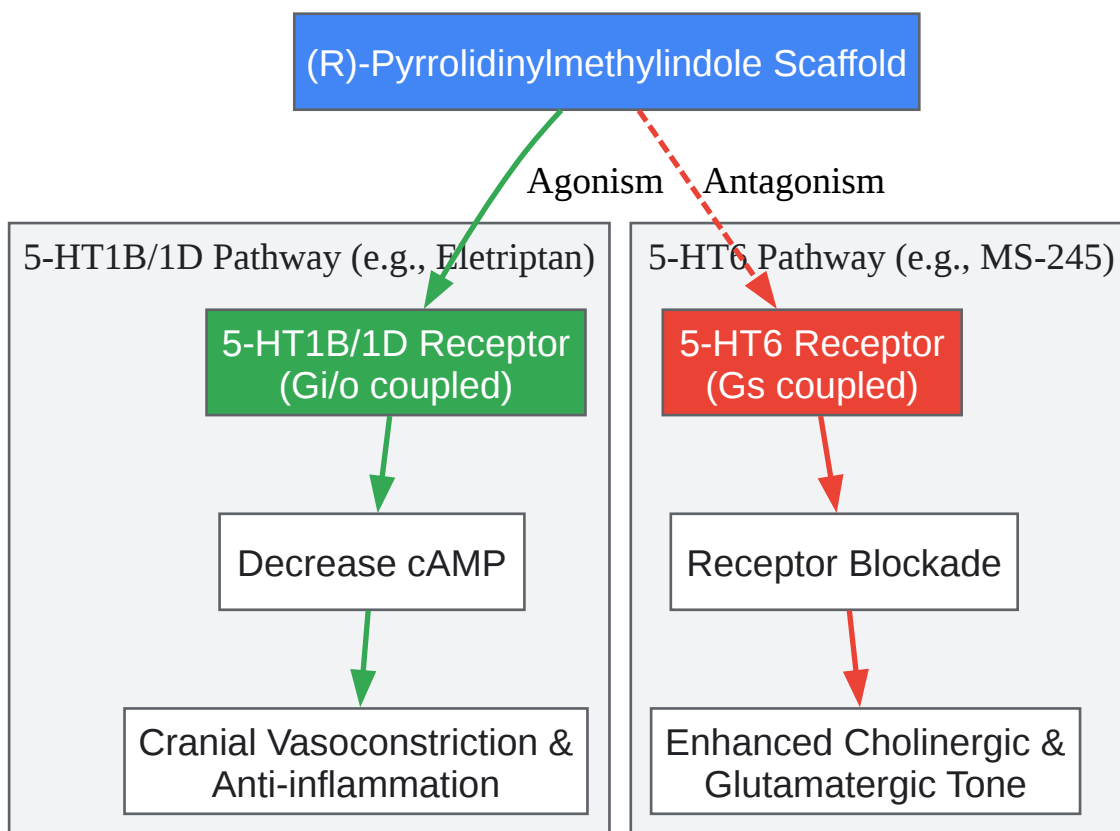 (R)-Pyrrolidinylmethylindole Scaffold
Agonism
Antagonism
5-HT1B/1D Pathway (e.g., Eletriptan)
5-HT6 Pathway (e.g., MS-245)
5-HT1B/1D Receptor
(Gi/o coupled)
5-HT6 Receptor
(Gs coupled)
Decrease cAMP
Receptor Blockade
Cranial Vasoconstriction &
Anti-inflammation
Enhanced Cholinergic &
Glutamatergic Tone